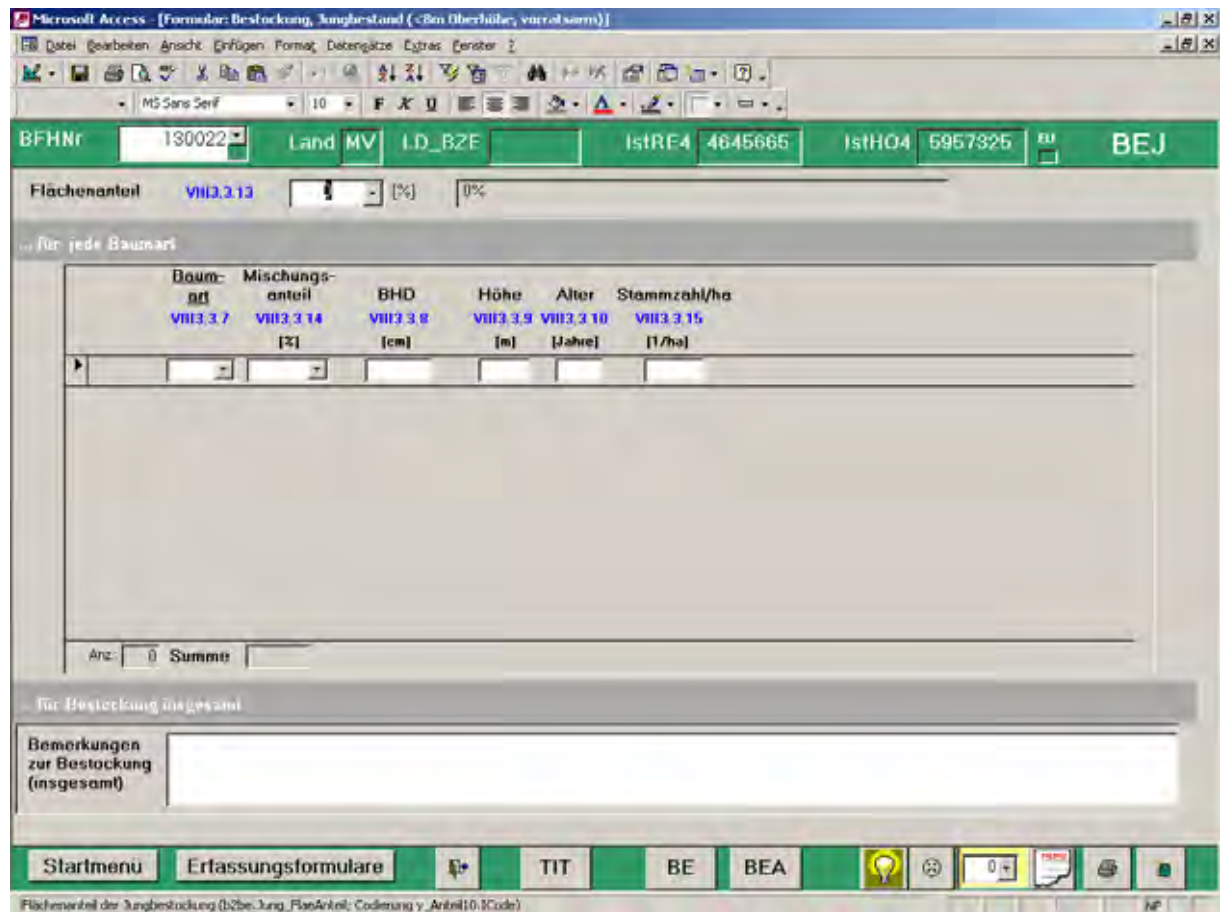 Microsoft Access - [Formular: Bestockung, Jungbestand (<8m Oberhöhe, vorratsarm)]
Datei Bearbeiten Ansicht Einfügen Format Datensätze Extras Fenster ?
MS Sans Serif 10 F K U
BFHNr 130022 Land MV LD_BZE IstRE4 4645665 IstHO4 5957325 EU BEJ
Flächenanteil VIII3.3.13 [%] 0%
... für jede Baumart
Baum- Mischungs-
art anteil BHD Höhe Alter Stammzahl/ha
VIII3.3.7 VIII3.3.14 VIII3.3.8 VIII3.3.9 VIII3.3.10 VIII3.3.15
[%] [cm] [m] [Jahre] [1/ha]
Anz: 0 Summe
... für Bestockung insgesamt
Bemerkungen
zur Bestockung
(insgesamt)
Startmenü Erfassungsformulare TIT BE BEA 0
Flächenanteil der Jungbestockung (b2be.Jung_FlanAnteil; Codierung y_Anteil10.ICode) NF